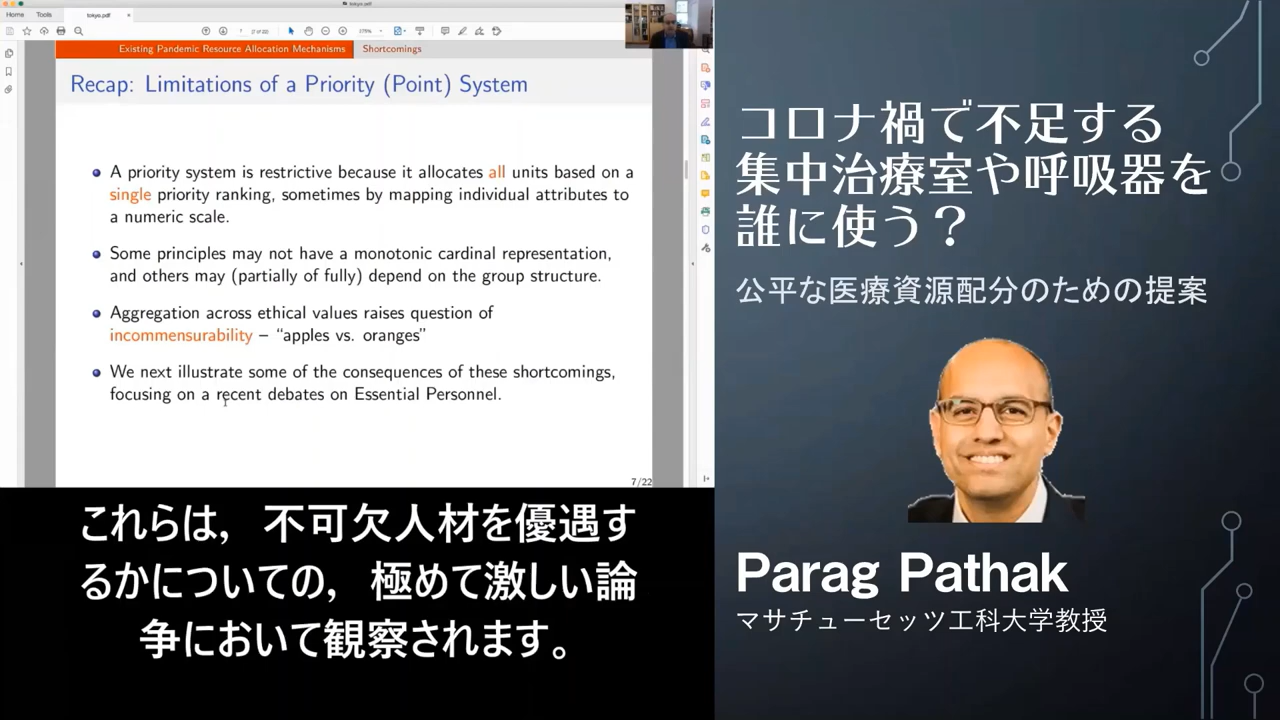 tokyo.pdf
Home Tools tokyo.pdf ×
Existing Pandemic Resource Allocation Mechanisms Shortcomings
Recap: Limitations of a Priority (Point) System
A priority system is restrictive because it allocates all units based on a
single priority ranking, sometimes by mapping individual attributes to
a numeric scale.
Some principles may not have a monotonic cardinal representation,
and others may (partially of fully) depend on the group structure.
Aggregation across ethical values raises question of
incommensurability – “apples vs. oranges”
We next illustrate some of the consequences of these shortcomings,
focusing on a recent debates on Essential Personnel.
7/22
これらは, 不可欠人材を優遇す
るかについての, 極めて激しい論
争において観察されます。
コロナ禍で不足する
集中治療室や呼吸器を
誰に使う？
公平な医療資源配分のための提案
Parag Pathak
マサチューセッツ工科大学教授